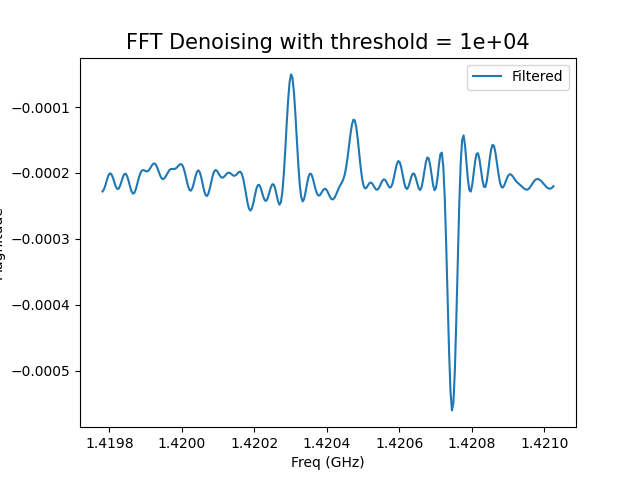 FFT Denoising with threshold = 1e+04
Filtered
−0.0001
−0.0002
−0.0003
−0.0004
−0.0005
1.4198 1.4200 1.4202 1.4204 1.4206 1.4208 1.4210
Freq (GHz)